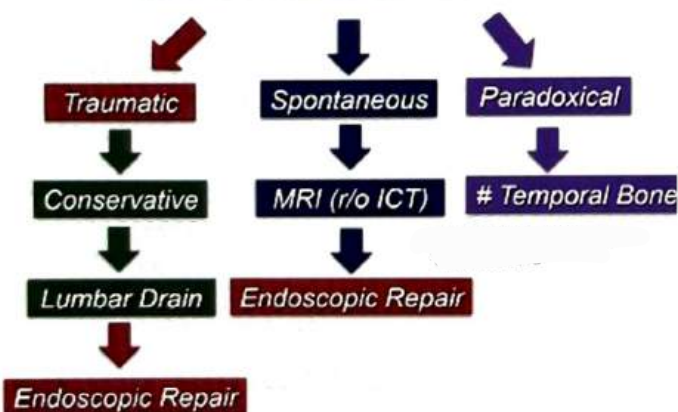 Traumatic
Spontaneous
Paradoxical
Conservative
MRI (r/o ICT)
# Temporal Bone
Lumbar Drain
Endoscopic Repair
Endoscopic Repair